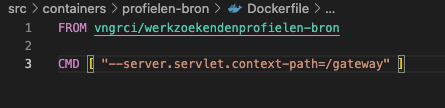 src > containers > profielen-bron > Dockerfile > ...
1 FROM vngrci/werkzoekendenprofielen-bron
2
3 CMD [ "--server.servlet.context-path=/gateway" ]